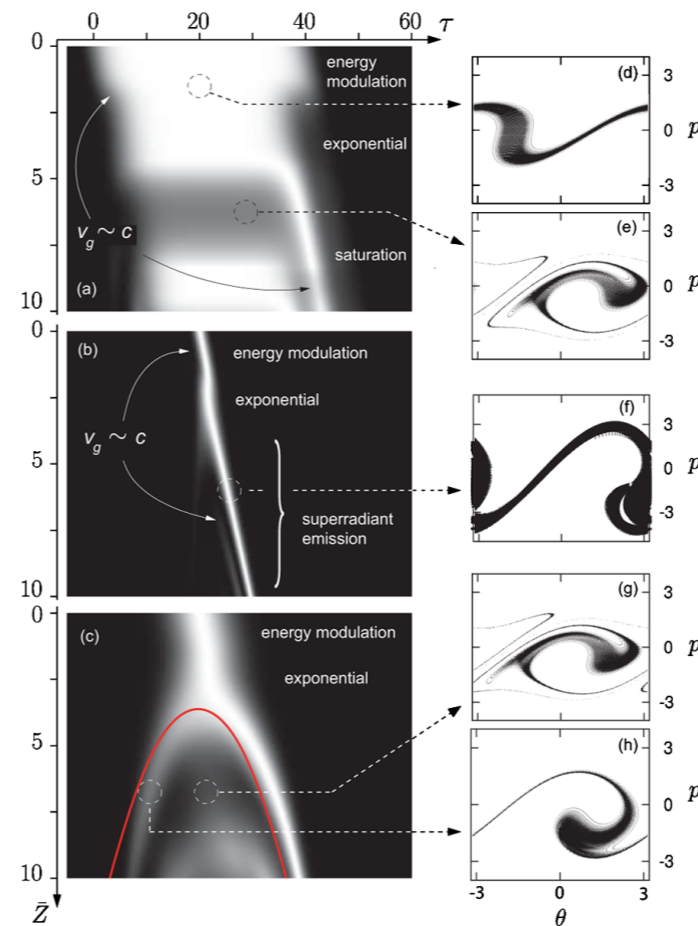 0 20 40 60 τ
0
5
10
energy
modulation
exponential
v_g ~ c
saturation
(a)
(d)
3
0
-3
p
(e)
3
0
-3
p
0
5
10
(b)
energy modulation
exponential
v_g ~ c
superradiant
emission
(f)
3
0
-3
p
0
5
10
Z̄
(c)
energy modulation
exponential
(g)
3
0
-3
p
(h)
3
0
-3
p
-3 0 3
θ